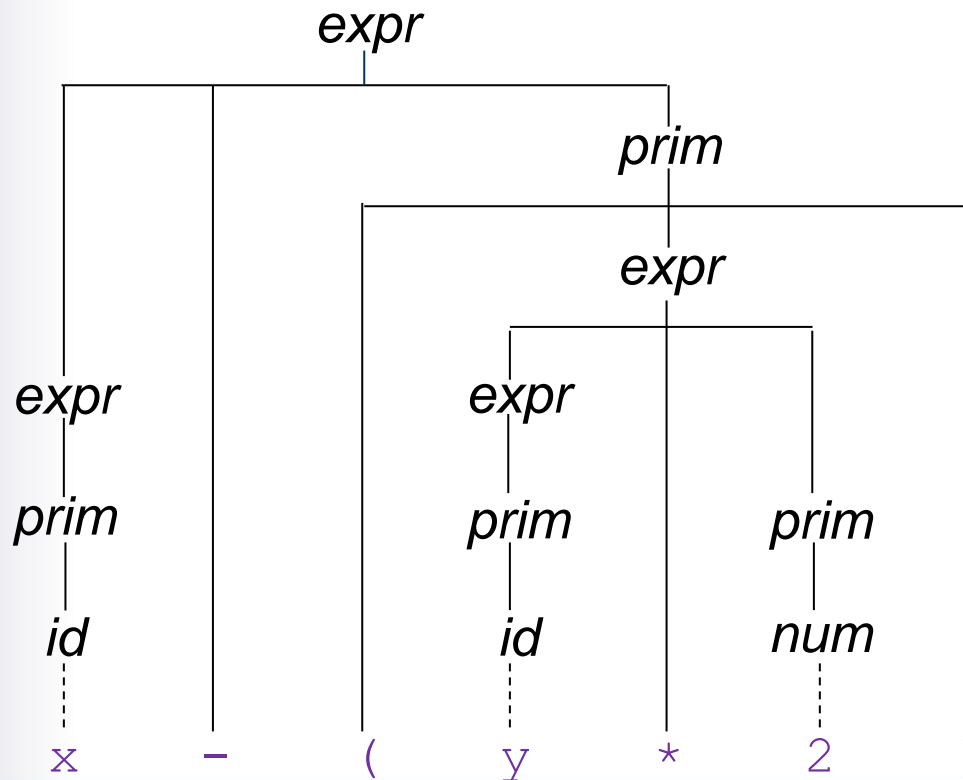 expr
prim
expr
expr expr
prim prim prim
id id num
x - ( y * 2